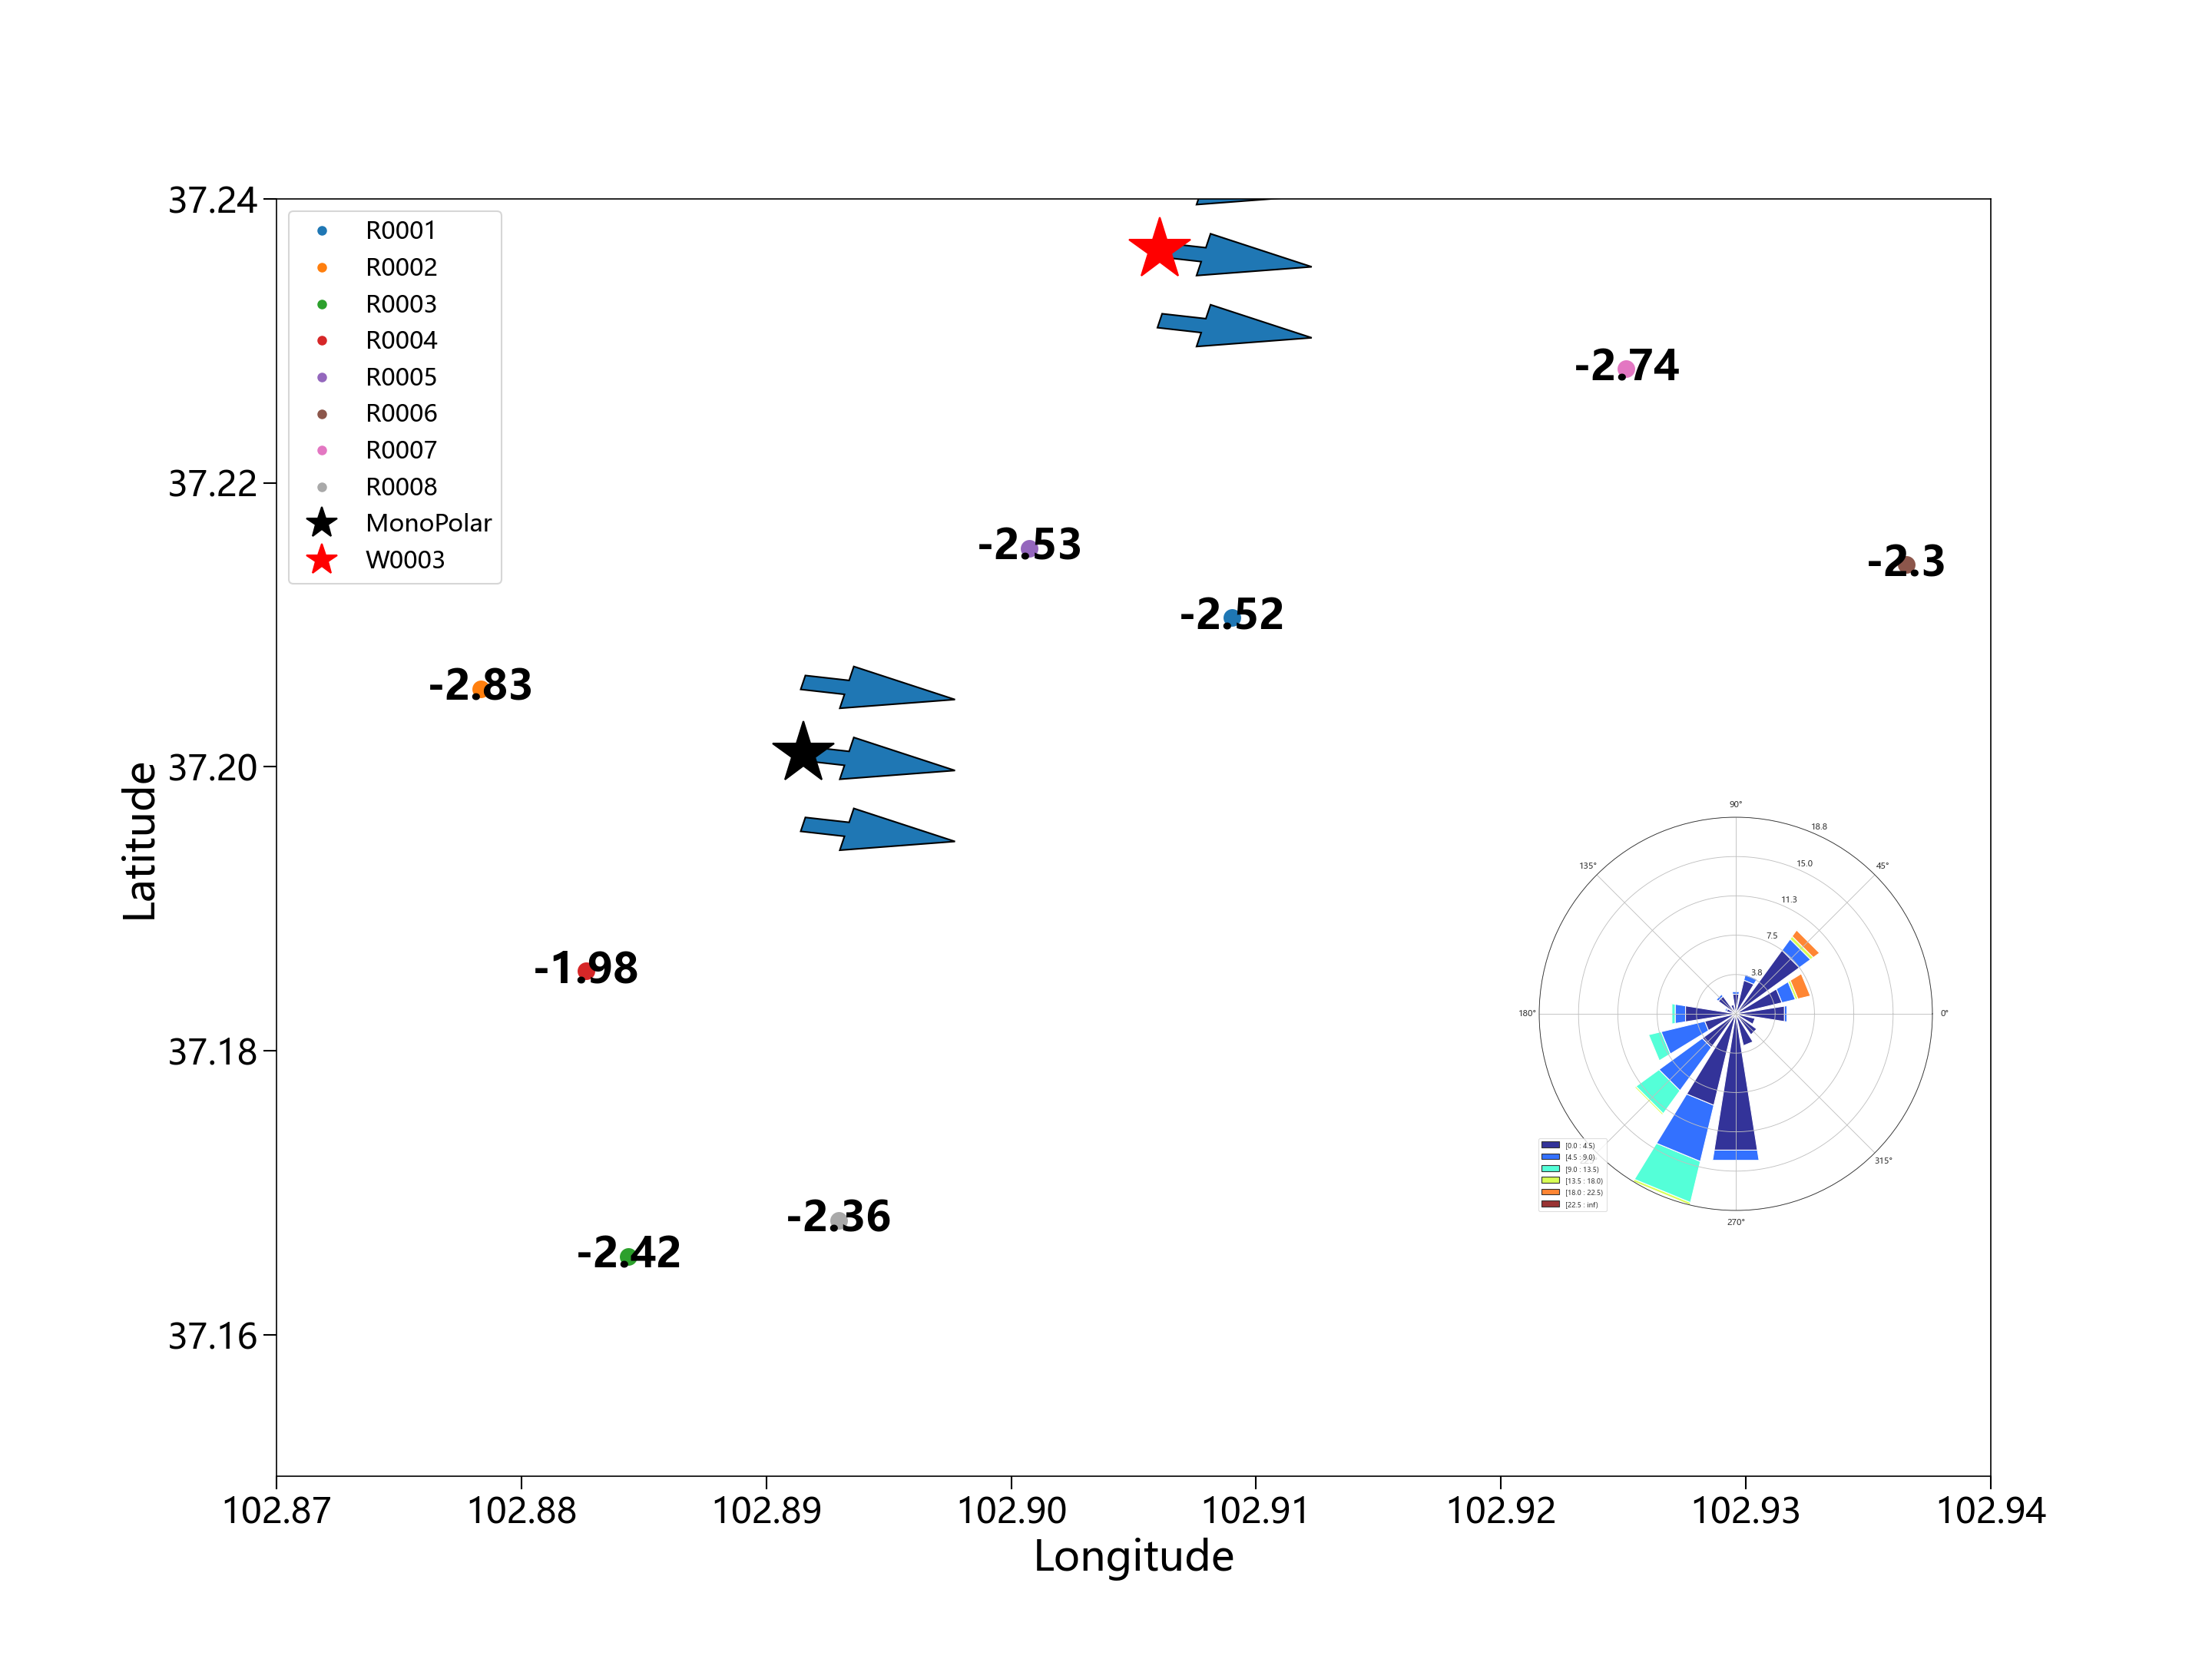 37.24
37.22
37.20
37.18
37.16
Latitude
R0001
R0002
R0003
R0004
R0005
R0006
R0007
R0008
MonoPolar
W0003
-2.74
-2.53
-2.3
-2.52
-2.83
-1.98
-2.36
-2.42
90°
18.8
135°
15.0
45°
11.3
7.5
3.8
180°
0°
[0.0 : 4.5)
[4.5 : 9.0)
[9.0 : 13.5)
[13.5 : 18.0)
[18.0 : 22.5)
[22.5 : inf)
315°
270°
102.87
102.88
102.89
102.90
102.91
102.92
102.93
102.94
Longitude